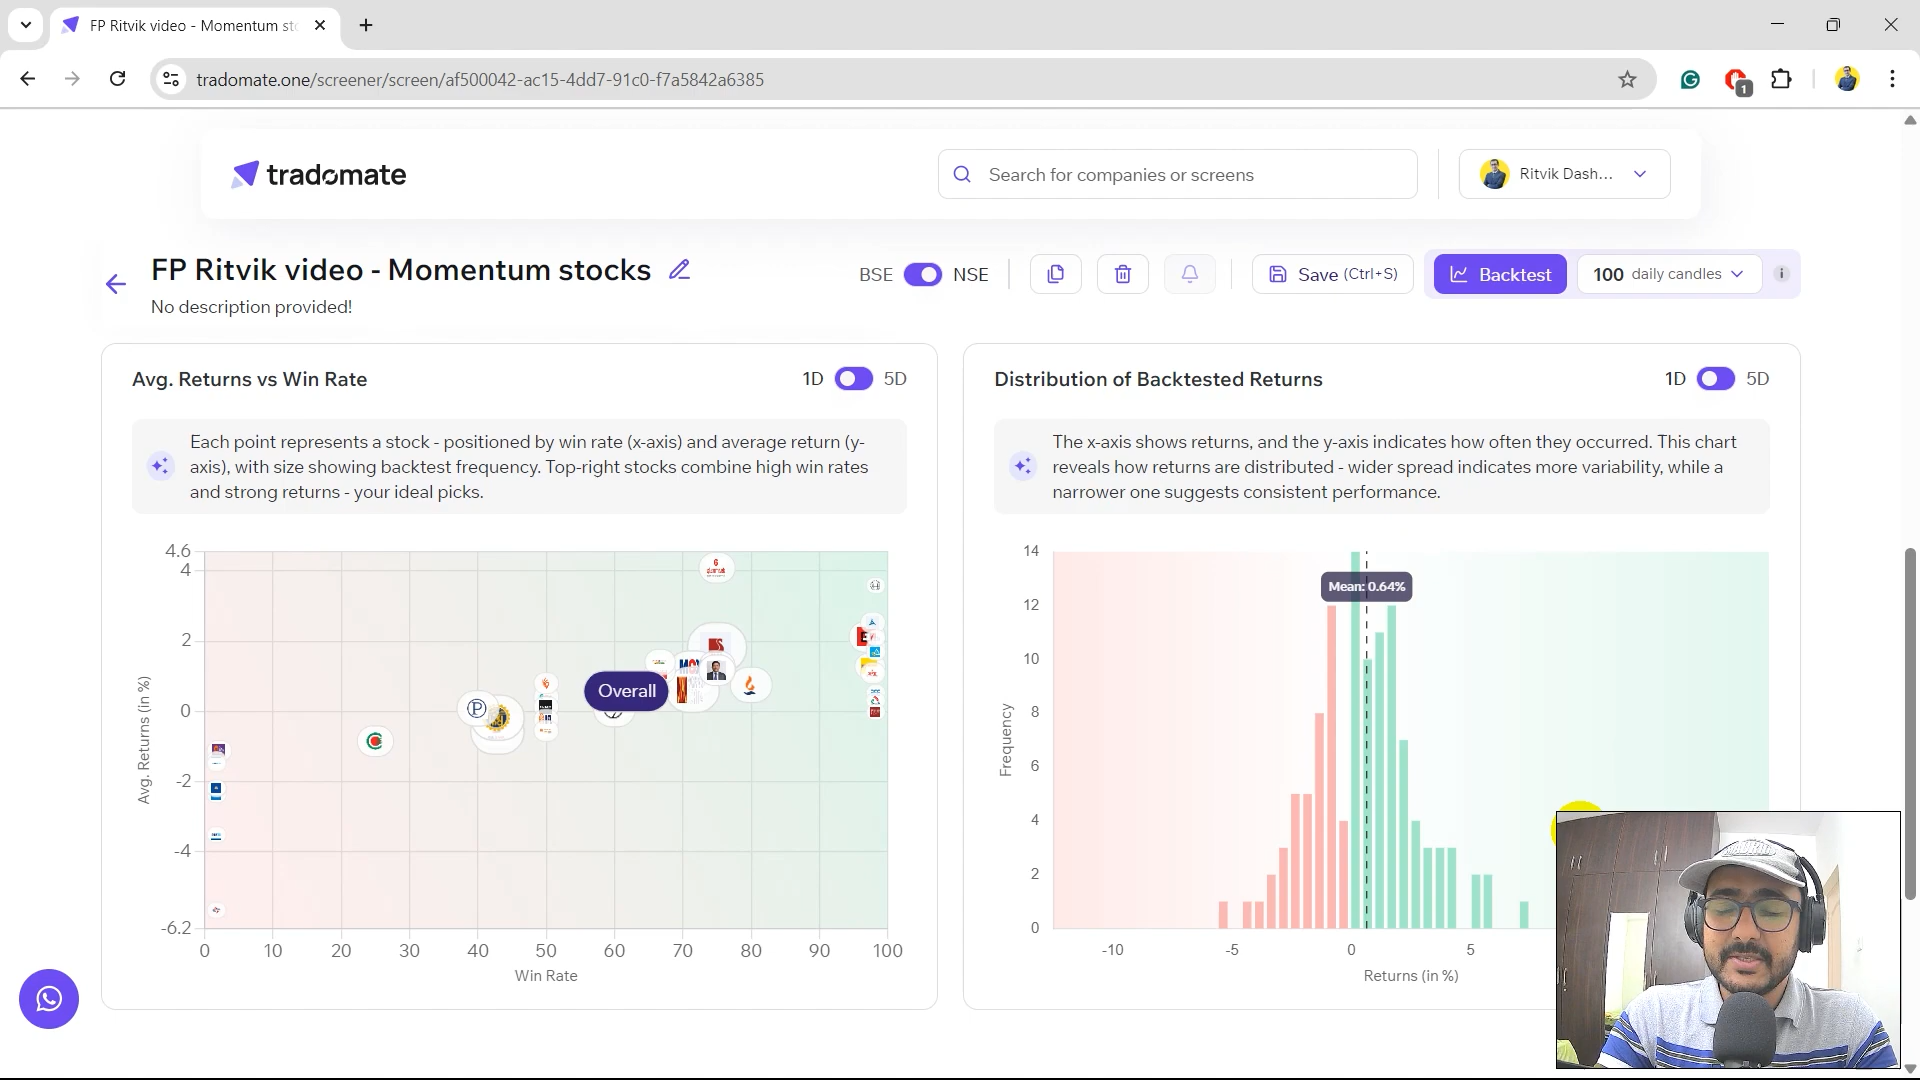 FP Ritvik video - Momentum sto
tradomate.one/screener/screen/af500042-ac15-4dd7-91c0-f7a5842a6385
1
tradomate
Search for companies or screens
Ritvik Dash...
FP Ritvik video - Momentum stocks
No description provided!
BSE
NSE
Save (Ctrl+S)
Backtest
100 daily candles
Avg. Returns vs Win Rate
1D
5D
Each point represents a stock - positioned by win rate (x-axis) and average return (y-
axis), with size showing backtest frequency. Top-right stocks combine high win rates
and strong returns - your ideal picks.
4.6
4
2
0
-2
-4
-6.2
Avg. Returns (in %)
Overall
0 10 20 30 40 50 60 70 80 90 100
Win Rate
Distribution of Backtested Returns
1D
5D
The x-axis shows returns, and the y-axis indicates how often they occurred. This chart
reveals how returns are distributed - wider spread indicates more variability, while a
narrower one suggests consistent performance.
14
12
10
8
6
4
2
0
Frequency
Mean: 0.64%
-10 -5 0 5
Returns (in %)